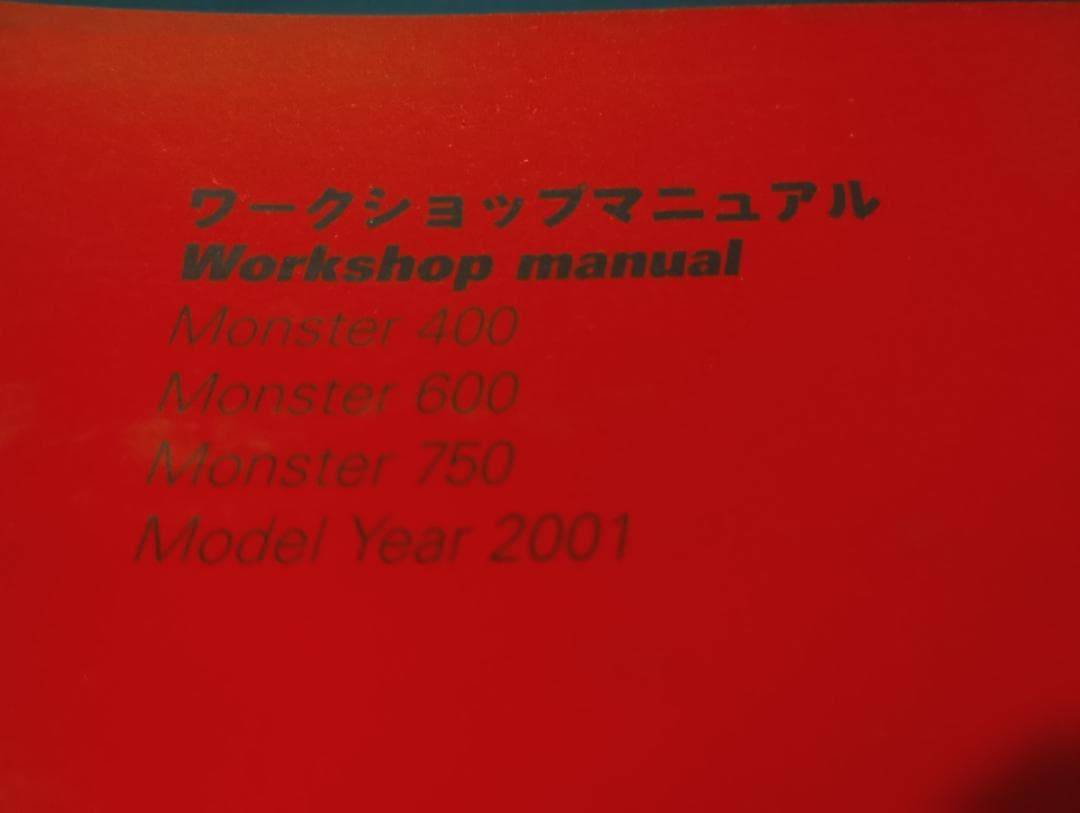 ワークショップマニュアル
Workshop manual
Monster 400
Monster 600
Monster 750
Model Year 2001